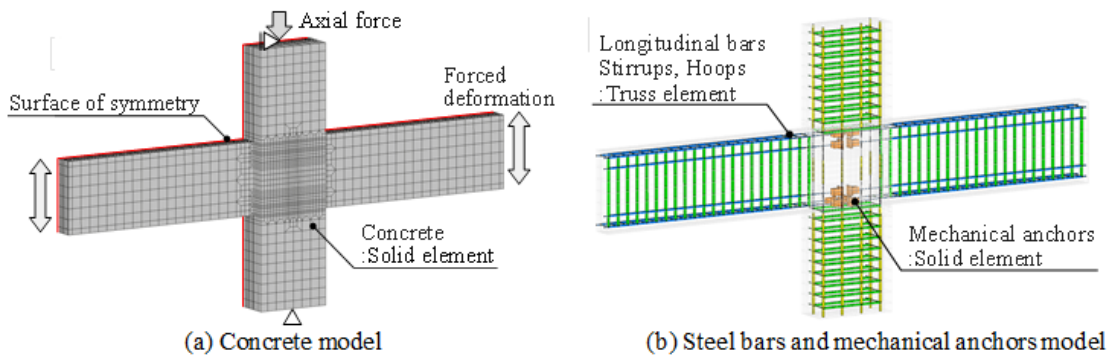 Axial force
Surface of symmetry
Forced
deformation
Concrete
:Solid element
(a) Concrete model
Longitudinal bars
Stirrups, Hoops
:Truss element
Mechanical anchors
:Solid element
(b) Steel bars and mechanical anchors model